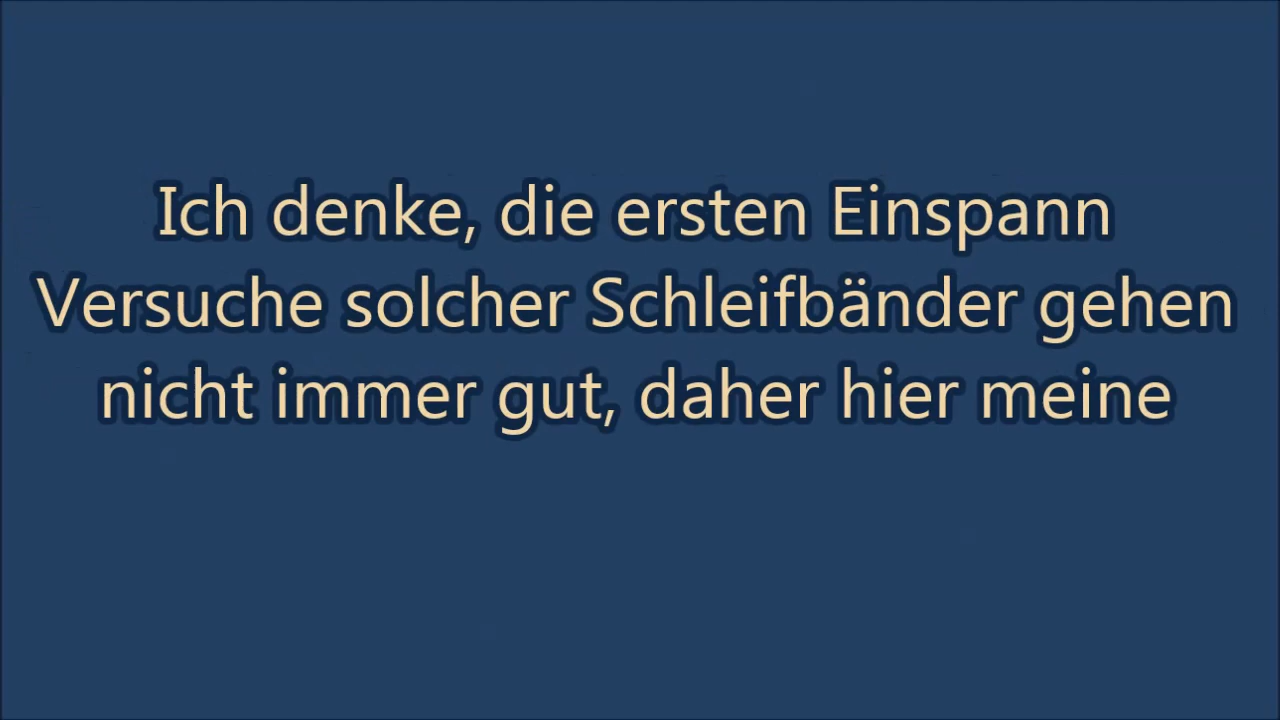 Ich denke, die ersten Einspann
Versuche solcher Schleifbänder gehen
nicht immer gut, daher hier meine